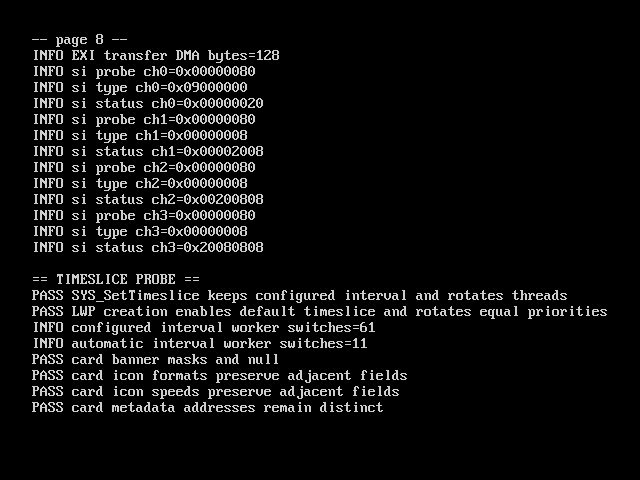 -- page 8 --
INFO EXI transfer DMA bytes=128
INFO si probe ch0=0x00000080
INFO si type ch0=0x09000000
INFO si status ch0=0x00000020
INFO si probe ch1=0x00000080
INFO si type ch1=0x00000008
INFO si status ch1=0x00002008
INFO si probe ch2=0x00000080
INFO si type ch2=0x00000008
INFO si status ch2=0x00200808
INFO si probe ch3=0x00000080
INFO si type ch3=0x00000008
INFO si status ch3=0x20080808
== TIMESLICE PROBE ==
PASS SYS_SetTimeslice keeps configured interval and rotates threads
PASS LWP creation enables default timeslice and rotates equal priorities
INFO configured interval worker switches=61
INFO automatic interval worker switches=11
PASS card banner masks and null
PASS card icon formats preserve adjacent fields
PASS card icon speeds preserve adjacent fields
PASS card metadata addresses remain distinct